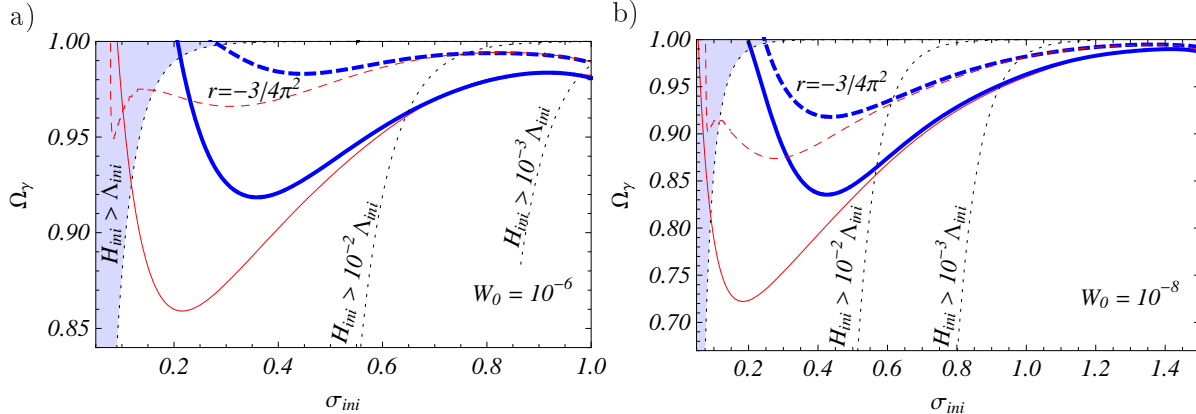 a)
1.00
0.95
0.90
0.85
Ωγ
r=−3/4π²
H_ini > Λ_ini
H_ini > 10⁻² Λ_ini
H_ini > 10⁻³ Λ_ini
W₀ = 10⁻⁶
0.2 0.4 0.6 0.8 1.0
σ_ini
b)
1.00
0.95
0.90
0.85
0.80
0.75
0.70
Ωγ
r=−3/4π²
H_ini > 10⁻² Λ_ini
H_ini > 10⁻³ Λ_ini
W₀ = 10⁻⁸
0.2 0.4 0.6 0.8 1.0 1.2 1.4
σ_ini